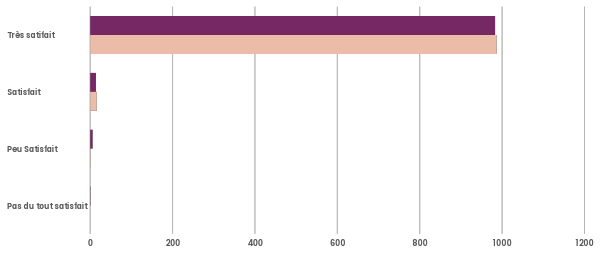 Très satifait
Satisfait
Peu Satisfait
Pas du tout satisfait
0 200 400 600 800 1000 1200